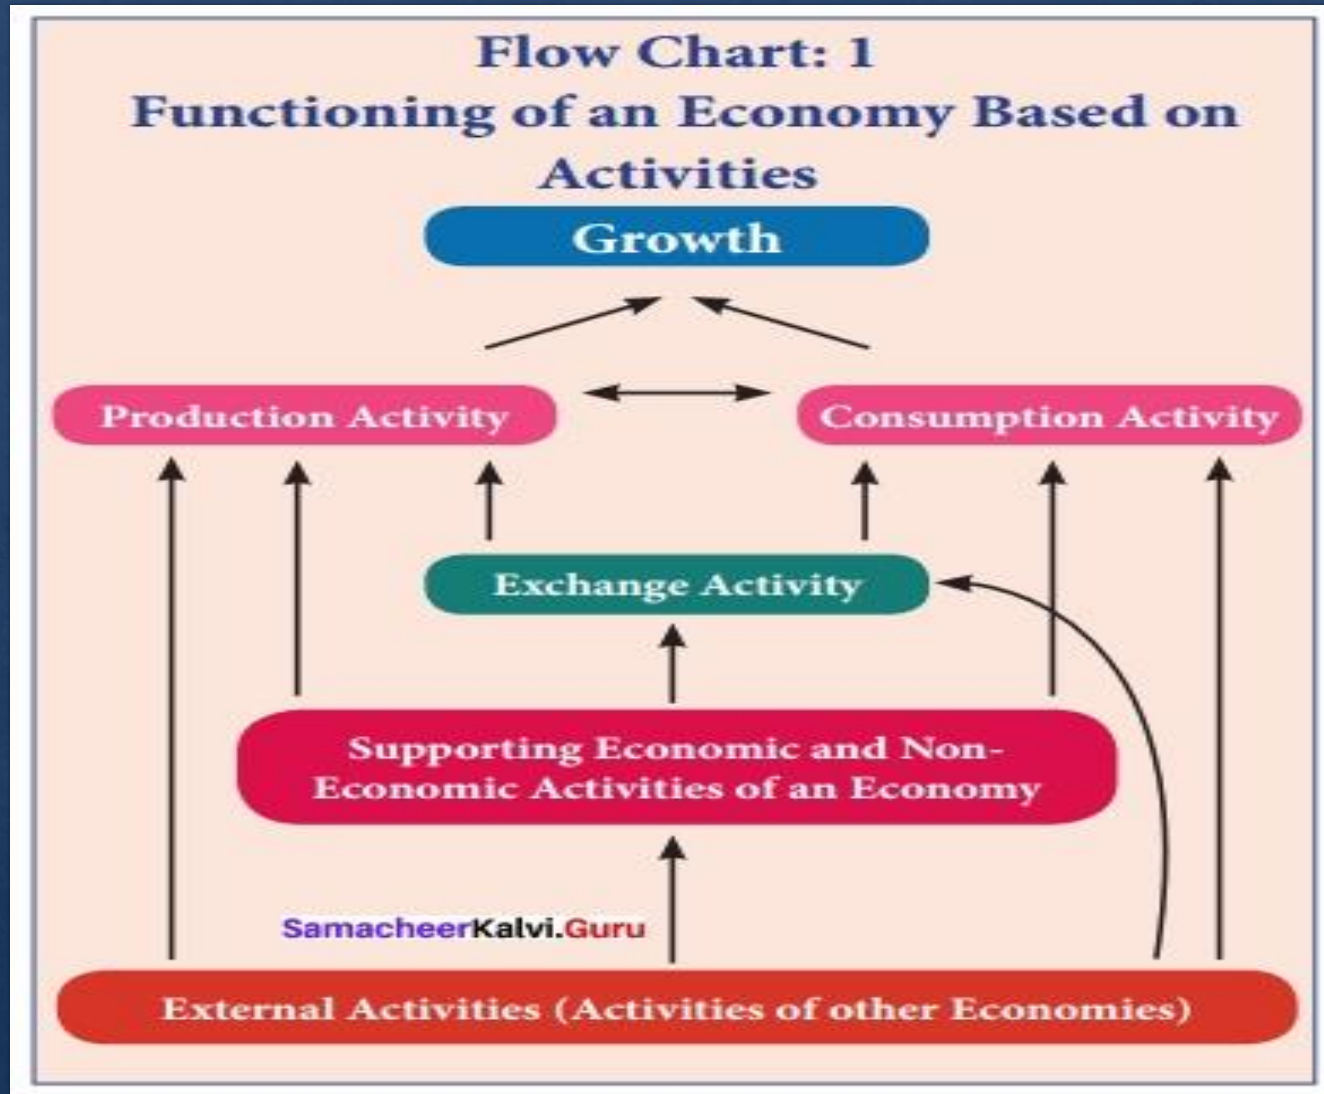 Flow Chart: 1
Functioning of an Economy Based on
Activities
Growth
Production Activity
Consumption Activity
Exchange Activity
Supporting Economic and Non-
Economic Activities of an Economy
SamacheerKalvi.Guru
External Activities (Activities of other Economies)